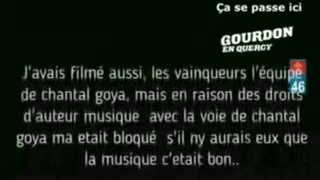 Ça se passe ici
GOURDON
EN QUERCY
46
J'avais filmé aussi, les vainqueurs l'équipe
de chantal goya, mais en raison des droits
d'auteur musique avec la voie de chantal
goya ma etait bloqué s'il ny aurais eux que
la musique c'etait bon..